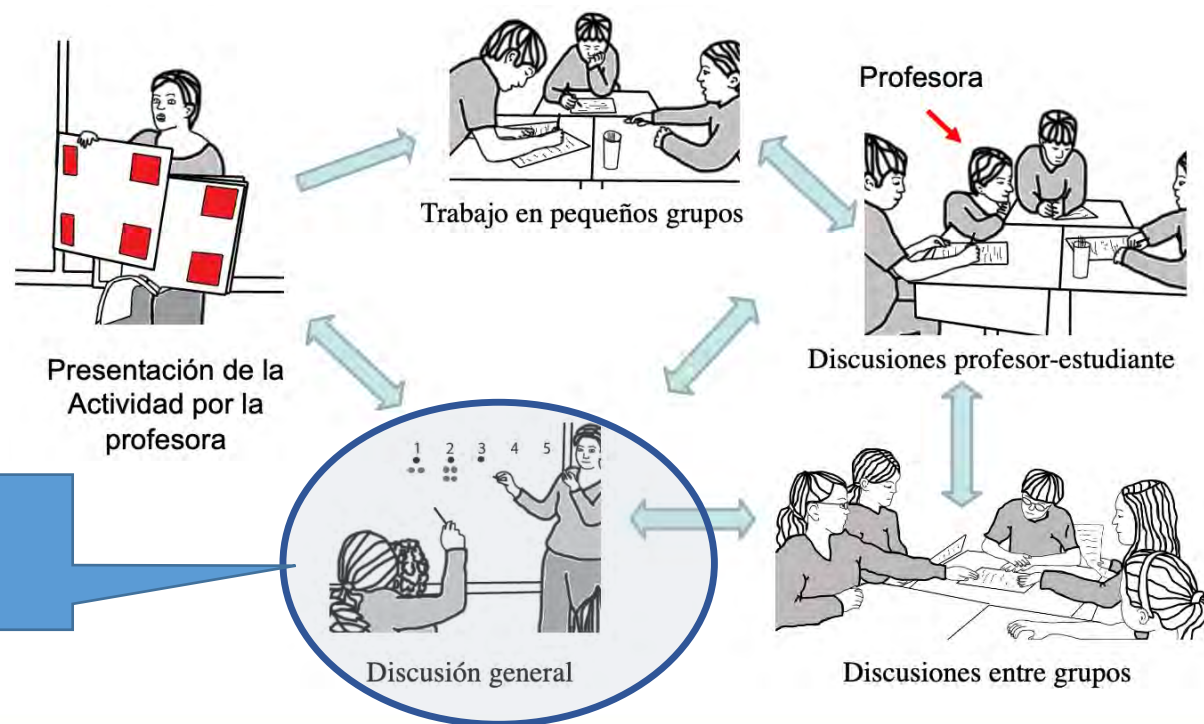 Profesora
Trabajo en pequeños grupos
Discusiones profesor-estudiante
Presentación de la
Actividad por la
profesora
1 2 3 4 5
Discusión general
Discusiones entre grupos